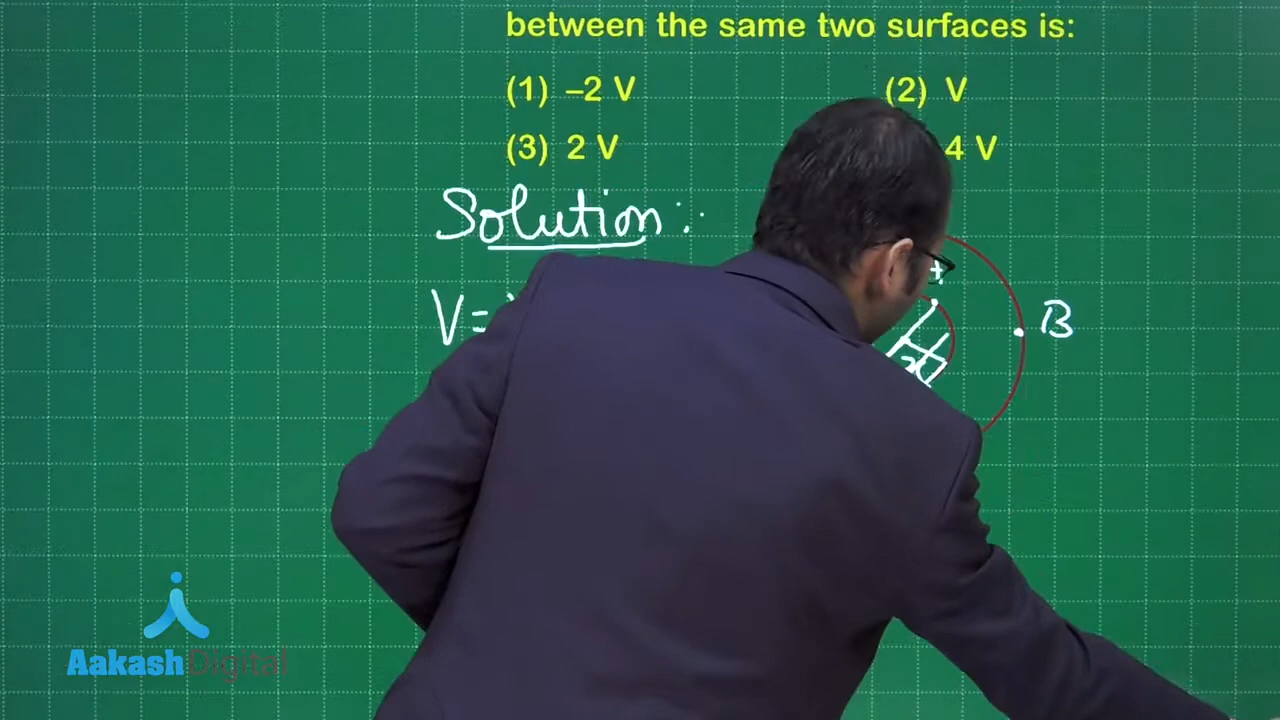 between the same two surfaces is:
(1) –2 V
(2) V
(3) 2 V
4 V
Solution :-
V=
+
B
Aakash Digital